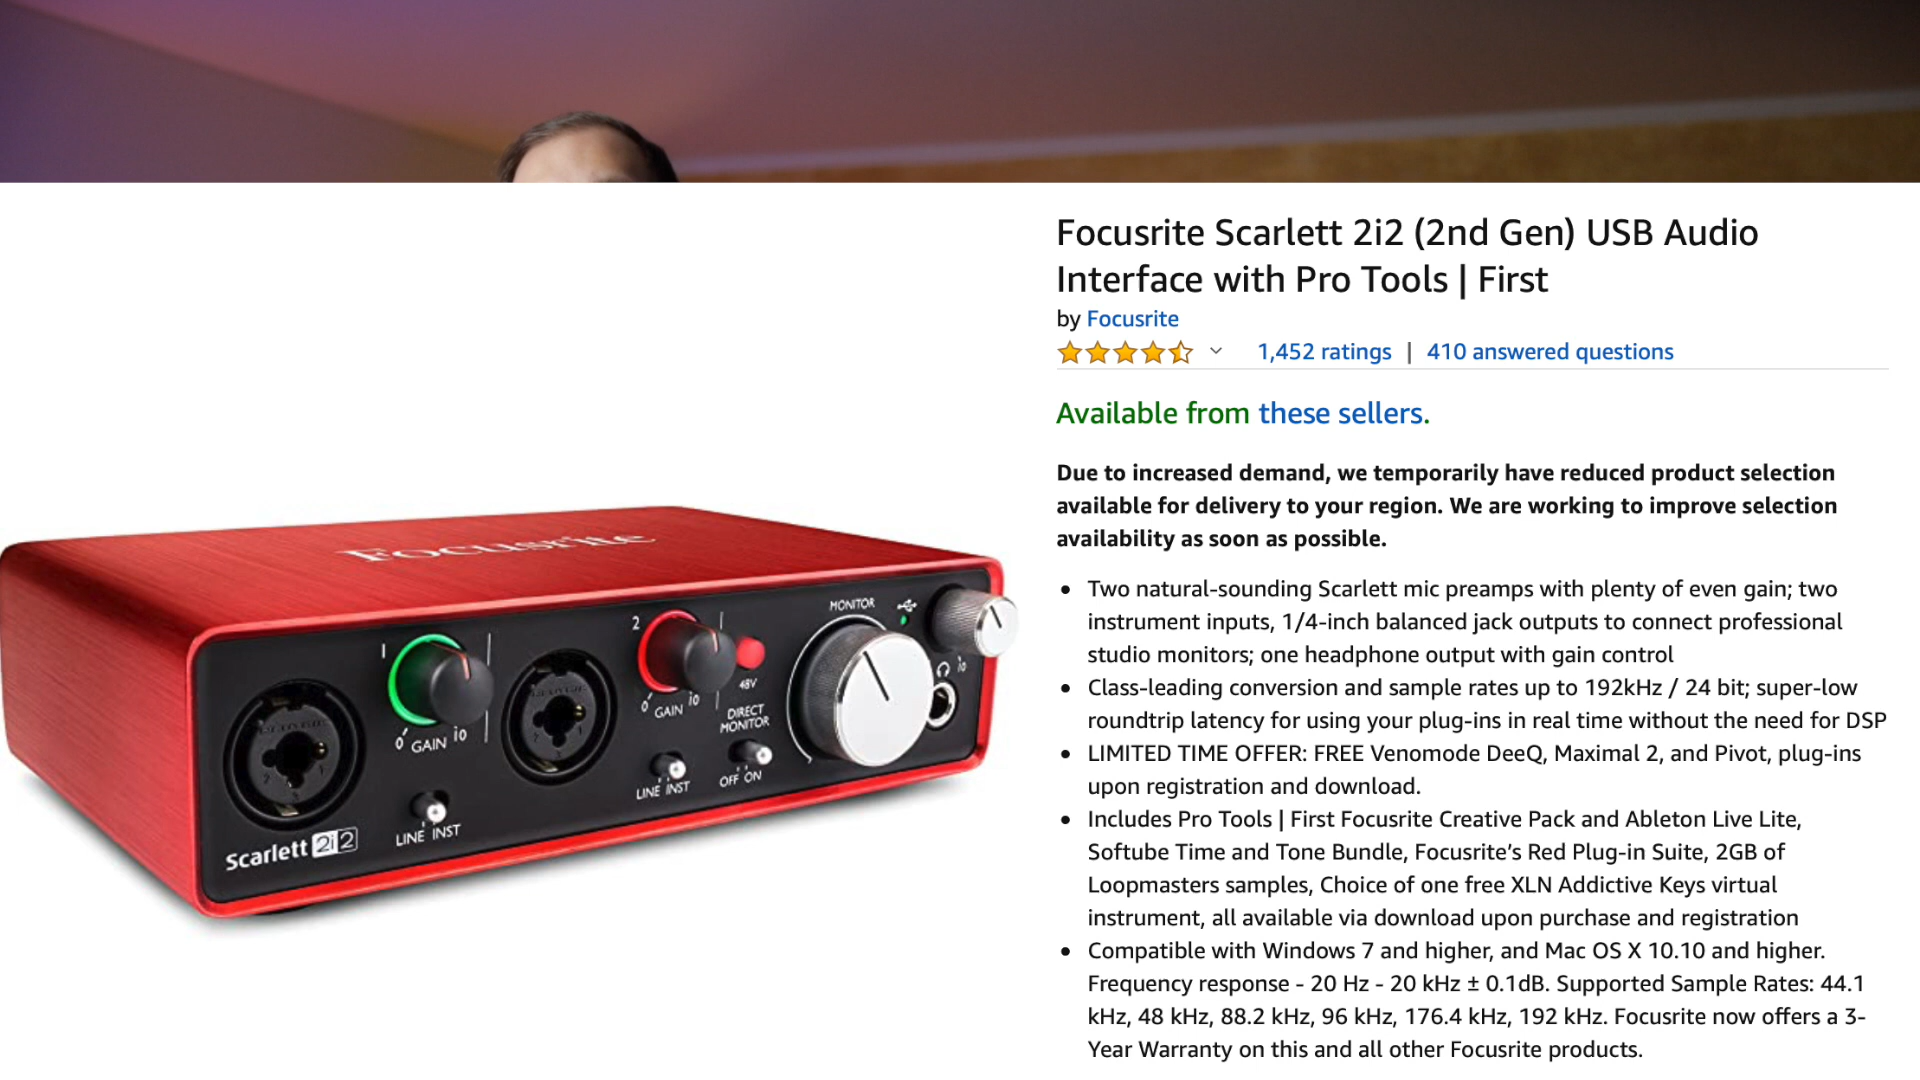 Focusrite Scarlett 2i2 (2nd Gen) USB Audio
Interface with Pro Tools | First
by Focusrite
1,452 ratings | 410 answered questions
Available from these sellers.
Due to increased demand, we temporarily have reduced product selection
available for delivery to your region. We are working to improve selection
availability as soon as possible.
• Two natural-sounding Scarlett mic preamps with plenty of even gain; two
instrument inputs, 1/4-inch balanced jack outputs to connect professional
studio monitors; one headphone output with gain control
• Class-leading conversion and sample rates up to 192kHz / 24 bit; super-low
roundtrip latency for using your plug-ins in real time without the need for DSP
• LIMITED TIME OFFER: FREE Venomode DeeQ, Maximal 2, and Pivot, plug-ins
upon registration and download.
• Includes Pro Tools | First Focusrite Creative Pack and Ableton Live Lite,
Softube Time and Tone Bundle, Focusrite’s Red Plug-in Suite, 2GB of
Loopmasters samples, Choice of one free XLN Addictive Keys virtual
instrument, all available via download upon purchase and registration
• Compatible with Windows 7 and higher, and Mac OS X 10.10 and higher.
Frequency response - 20 Hz - 20 kHz ± 0.1dB. Supported Sample Rates: 44.1
kHz, 48 kHz, 88.2 kHz, 96 kHz, 176.4 kHz, 192 kHz. Focusrite now offers a 3-
Year Warranty on this and all other Focusrite products.
Focusrite
1
0 GAIN 10
LINE INST
Scarlett 2i2
2
0 GAIN 10
48V
LINE INST
DIRECT
MONITOR
OFF ON
MONITOR
10